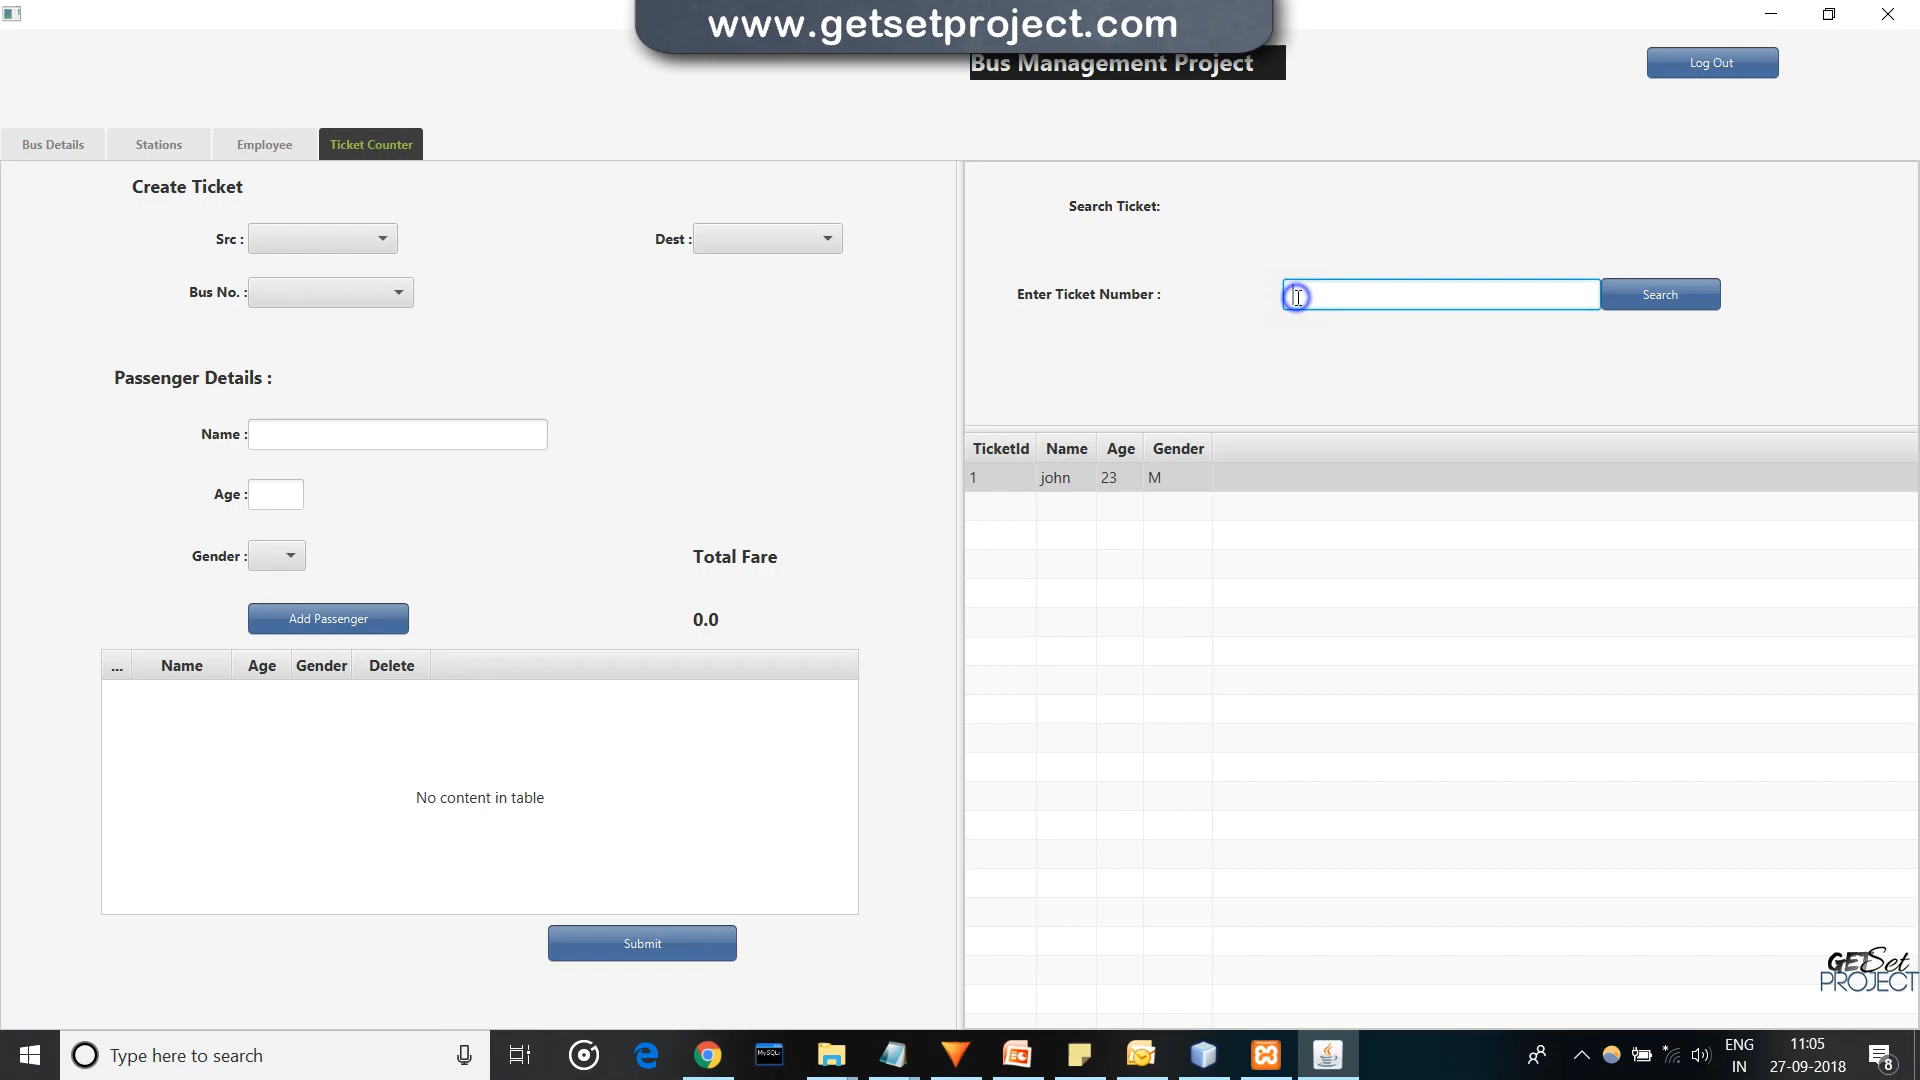 www.getsetproject.com
Bus Management Project
Log Out
Bus Details
Stations
Employee
Ticket Counter
Create Ticket
Src :
Dest :
Bus No. :
Passenger Details :
Name :
Age :
Gender :
Total Fare
Add Passenger
0.0
... Name Age Gender Delete
No content in table
Submit
Search Ticket:
Enter Ticket Number :
Search
TicketId Name Age Gender
1 john 23 M
GETSet
PROJECT
Type here to search
MySQL
ENG
IN
11:05
27-09-2018
8